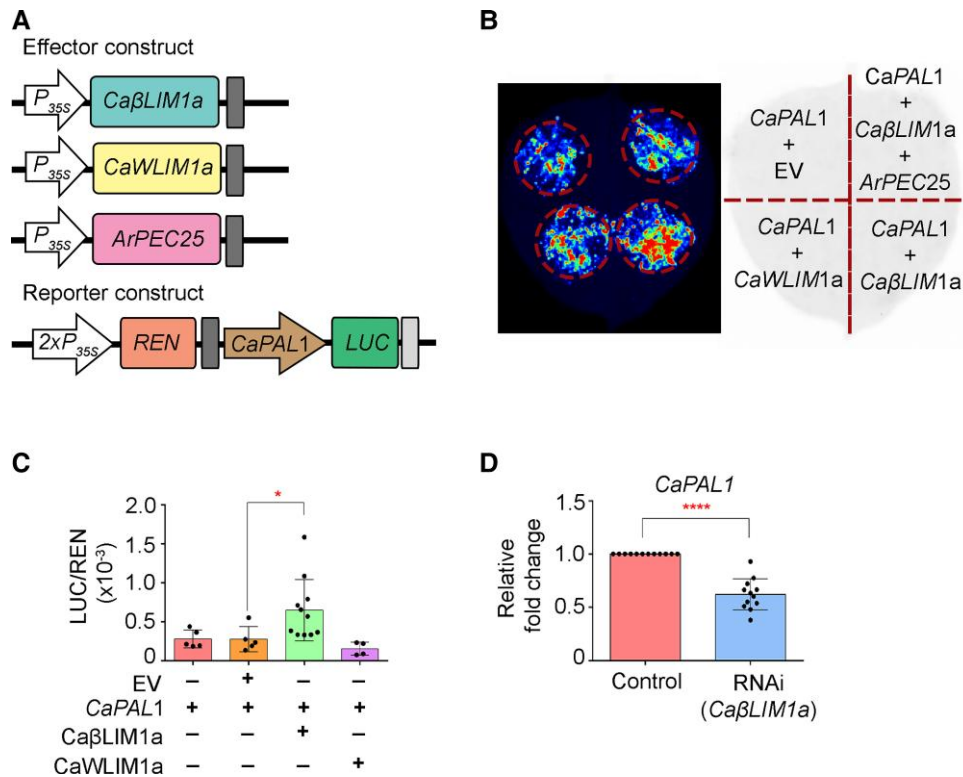 A
Effector construct
P35S CaβLIM1a
P35S CaWLIM1a
P35S ArPEC25
Reporter construct
2xP35S REN CaPAL1 LUC
B
CaPAL1
+
EV
CaPAL1
+
CaβLIM1a
+
ArPEC25
CaPAL1
+
CaWLIM1a
CaPAL1
+
CaβLIM1a
C
LUC/REN
(x10-3)
2.0
1.5
1.0
0.5
0
*
EV – + – –
CaPAL1 + + + +
CaβLIM1a – – + –
CaWLIM1a – – – +
D
CaPAL1
****
Relative
fold change
1.5
1.0
0.5
0.0
Control
RNAi
(CaβLIM1a)